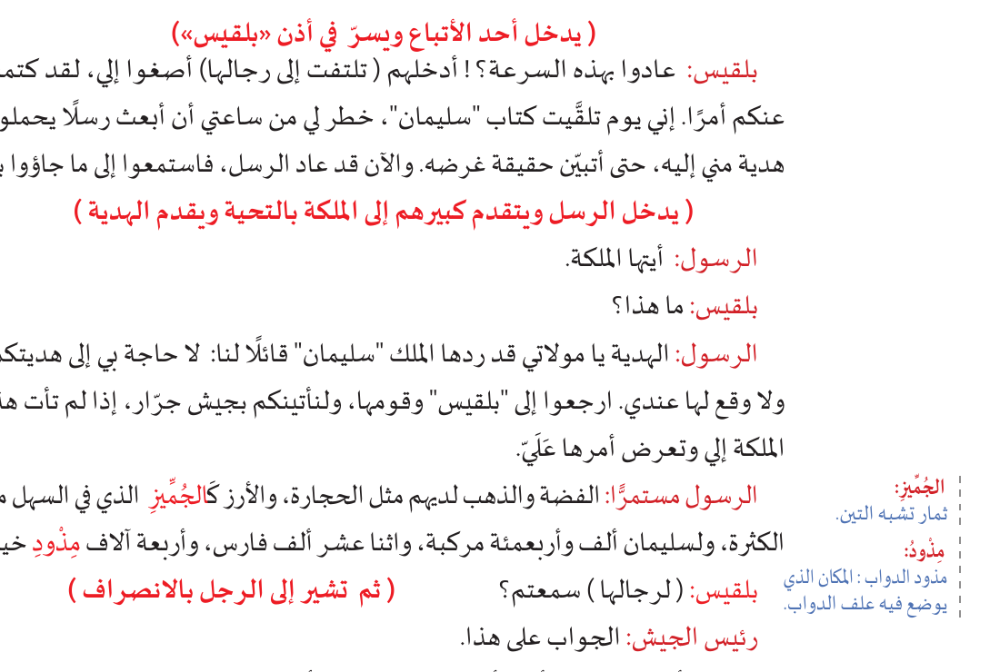 ( يدخل أحد الأتباع ويسرّ في أذن «بلقيس»)
بلقيس: عادوا بهذه السرعة؟! أدخلهم ( تلتفت إلى رجالها) أصغوا إلي، لقد
عنكم أمرًا. إني يوم تلقَّيت كتاب "سليمان"، خطر لي من ساعتي أن أبعث رسلًا
هدية مني إليه، حتى أتبيّن حقيقة غرضه. والآن قد عاد الرسل، فاستمعوا إلى ما جاؤوا
( يدخل الرسل ويتقدم كبيرهم إلى الملكة بالتحية ويقدم الهدية )
الرسول: أيتها الملكة.
بلقيس: ما هذا؟
الرسول: الهدية يا مولاتي قد ردها الملك "سليمان" قائلًا لنا: لا حاجة بي إلى
ولا وقع لها عندي. ارجعوا إلى "بلقيس" وقومها، ولنأتينكم بجيش جرّار، إذا لم تأت
الملكة إلي وتعرض أمرها عَلَيّ.
الرسول مستمرًّا: الفضة والذهب لديهم مثل الحجارة، والأرز كَالجُمِّيزِ الذي في السهل
الكثرة، ولسليمان ألف وأربعمئة مركبة، واثنا عشر ألف فارس، وأربعة آلاف مِذْودِ
بلقيس: ( لرجالها ) سمعتم؟ ( ثم تشير إلى الرجل بالانصراف )
رئيس الجيش: الجواب على هذا.
الجُمِّيزِ:
ثمار تشبه التين.
مِذْودُ:
مذود الدواب : المكان الذي
يوضع فيه علف الدواب.